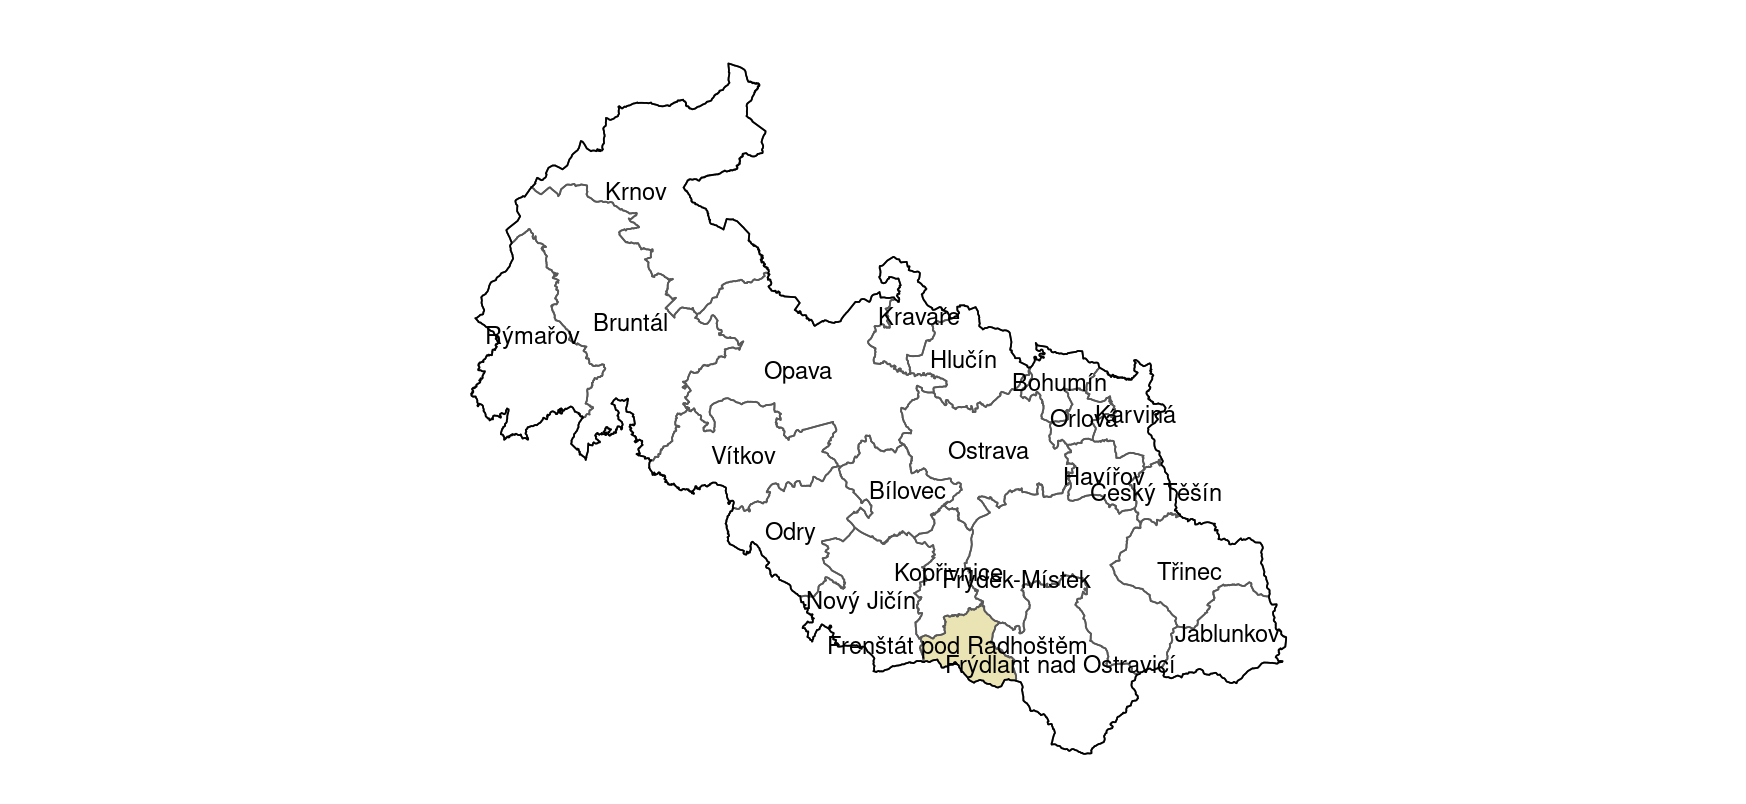 Krnov
Kravaře
Bruntál
Rýmařov
Hlučín
Opava
Bohumín
Karviná
Orlová
Ostrava
Vítkov
Havířov
Bílovec
Český Těšín
Odry
Třinec
Kopřivnice
Frýdek-Místek
Nový Jičín
Jablunkov
Frenštát pod Radhoštěm
Frýdlant nad Ostravicí